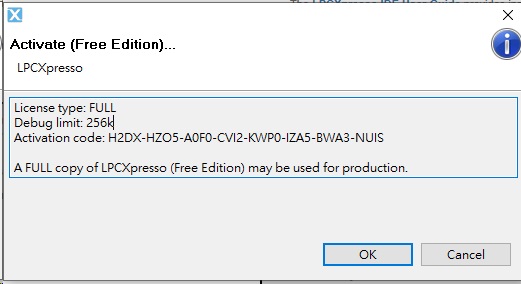 Activate (Free Edition)...
LPCXpresso
License type: FULL
Debug limit: 256k
Activation code: H2DX-HZO5-A0F0-CVI2-KWP0-IZA5-BWA3-NUIS
A FULL copy of LPCXpresso (Free Edition) may be used for production.
OK
Cancel